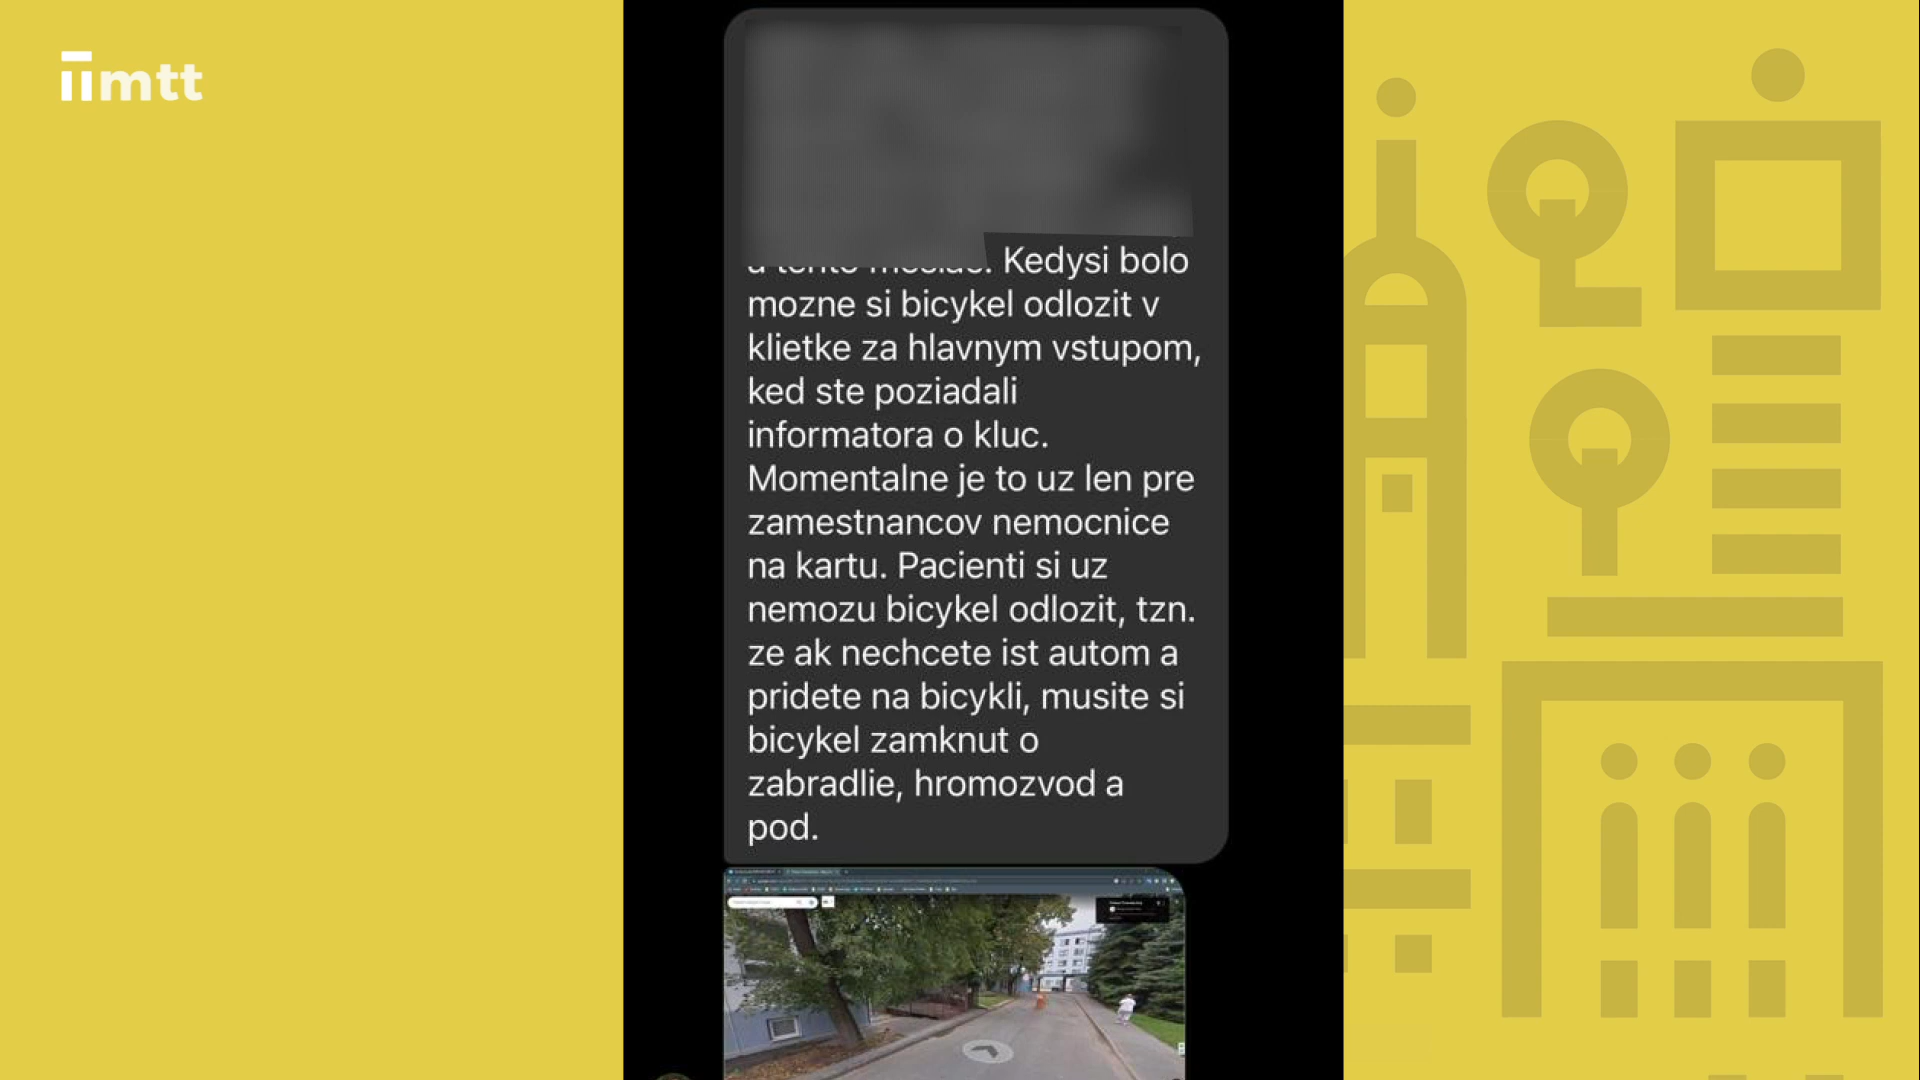 mtt
Kedysi bolo
mozne si bicykel odlozit v
klietke za hlavnym vstupom,
ked ste poziadali
informatora o kluc.
Momentalne je to uz len pre
zamestnancov nemocnice
na kartu. Pacienti si uz
nemozu bicykel odlozit, tzn.
ze ak nechcete ist autom a
pridete na bicykli, musite si
bicykel zamknut o
zabradlie, hromozvod a
pod.